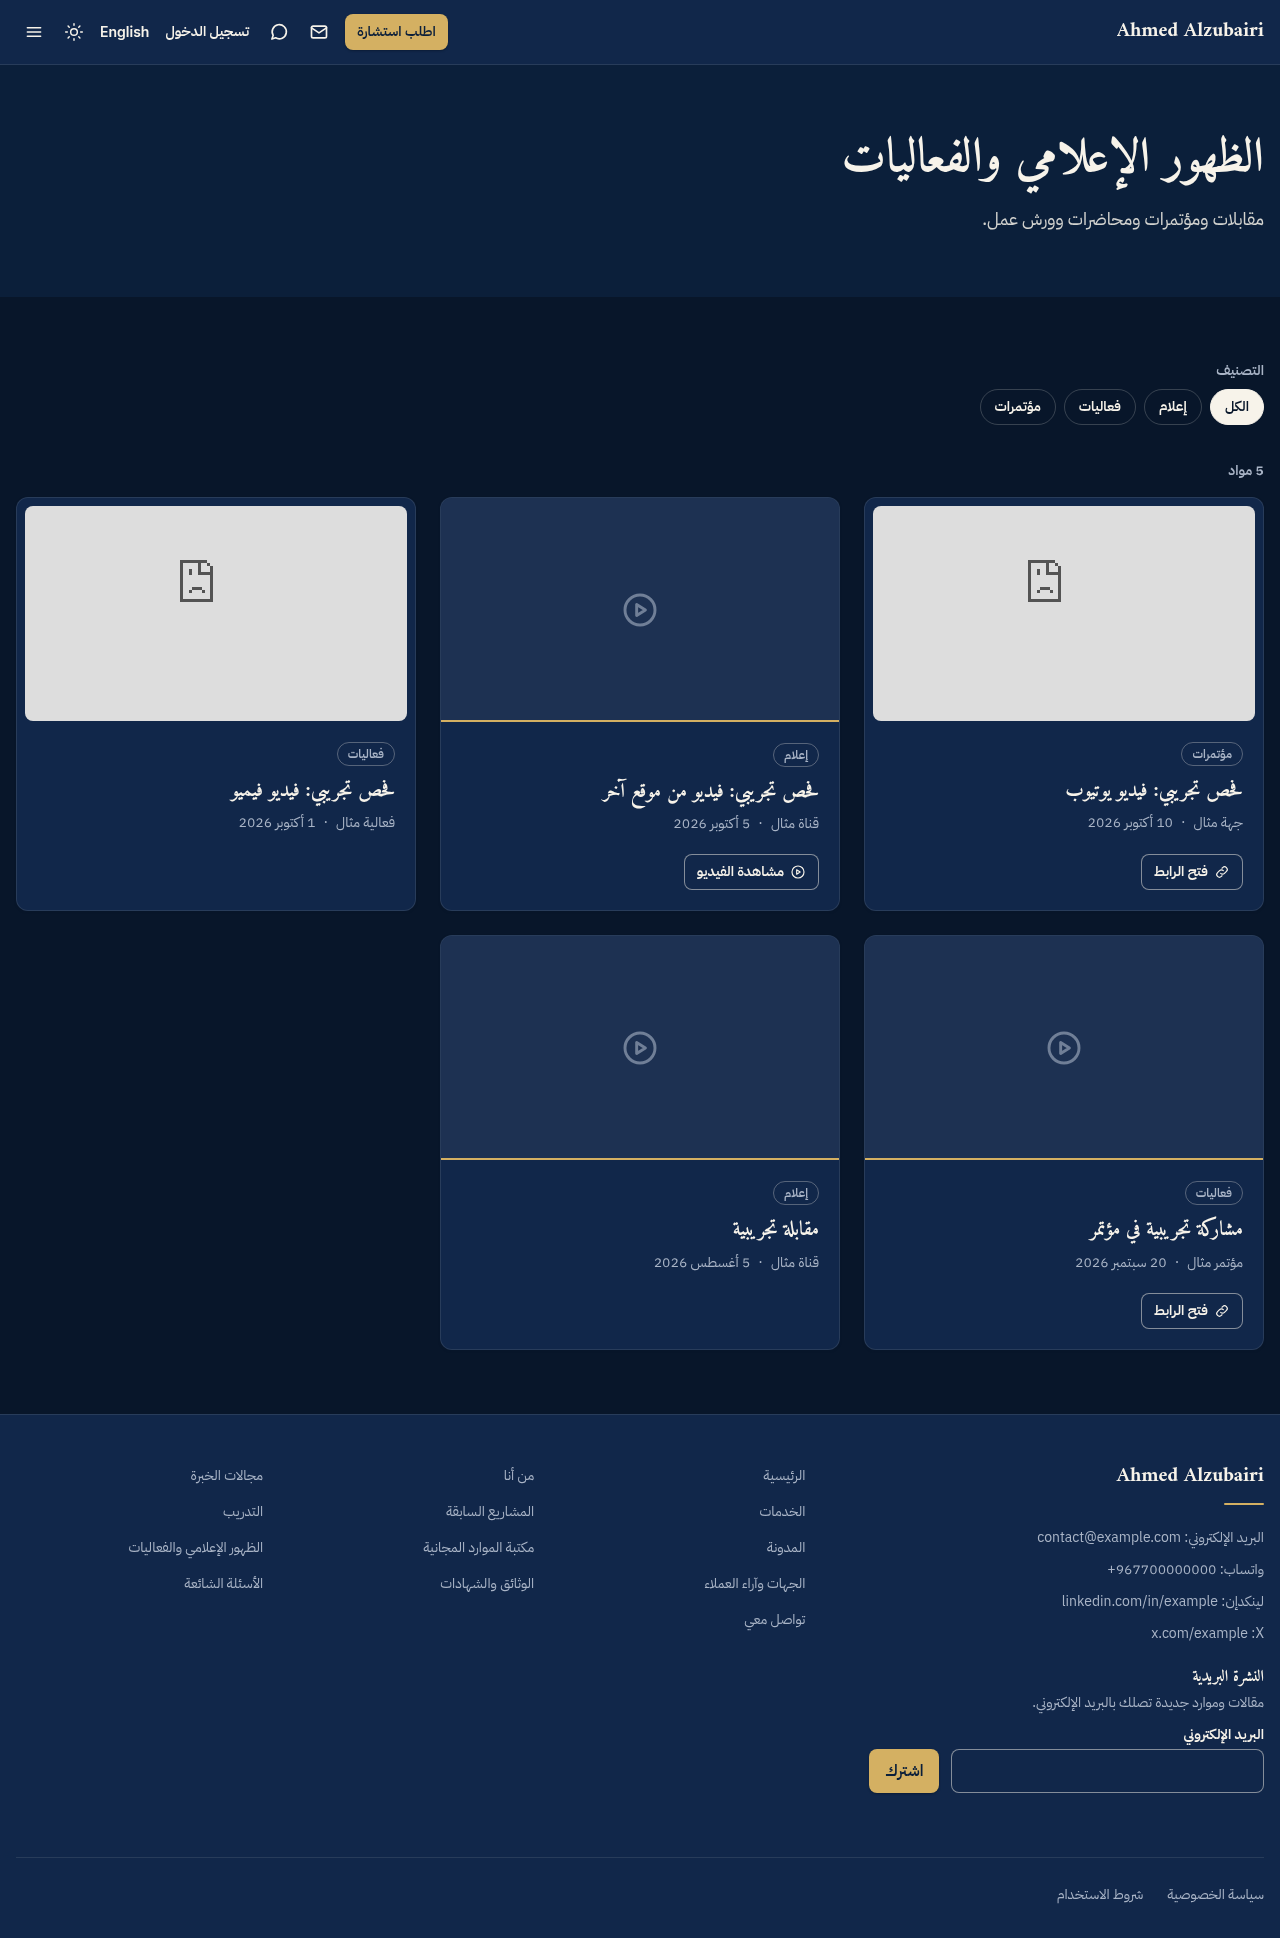 Ahmed Alzubairi
اطلب استشارة
تسجيل الدخول
English
الظهور الإعلامي والفعاليات
مقابلات ومؤتمرات ومحاضرات وورش عمل.
التصنيف
الكل
إعلام
فعاليات
مؤتمرات
5 مواد
مؤتمرات
فحص تجريبي: فيديو يوتيوب
جهة مثال · 10 أكتوبر 2026
فتح الرابط
إعلام
فحص تجريبي: فيديو من موقع آخر
قناة مثال · 5 أكتوبر 2026
مشاهدة الفيديو
فعاليات
فحص تجريبي: فيديو فيميو
فعالية مثال · 1 أكتوبر 2026
فعاليات
مشاركة تجريبية في مؤتمر
مؤتمر مثال · 20 سبتمبر 2026
فتح الرابط
إعلام
مقابلة تجريبية
قناة مثال · 5 أغسطس 2026
Ahmed Alzubairi
البريد الإلكتروني: contact@example.com
واتساب: 967700000000+
لينكدإن: linkedin.com/in/example
X: x.com/example
النشرة البريدية
مقالات وموارد جديدة تصلك بالبريد الإلكتروني.
البريد الإلكتروني
اشترك
الرئيسية
الخدمات
المدونة
الجهات وآراء العملاء
تواصل معي
من أنا
المشاريع السابقة
مكتبة الموارد المجانية
الوثائق والشهادات
مجالات الخبرة
التدريب
الظهور الإعلامي والفعاليات
الأسئلة الشائعة
سياسة الخصوصية
شروط الاستخدام